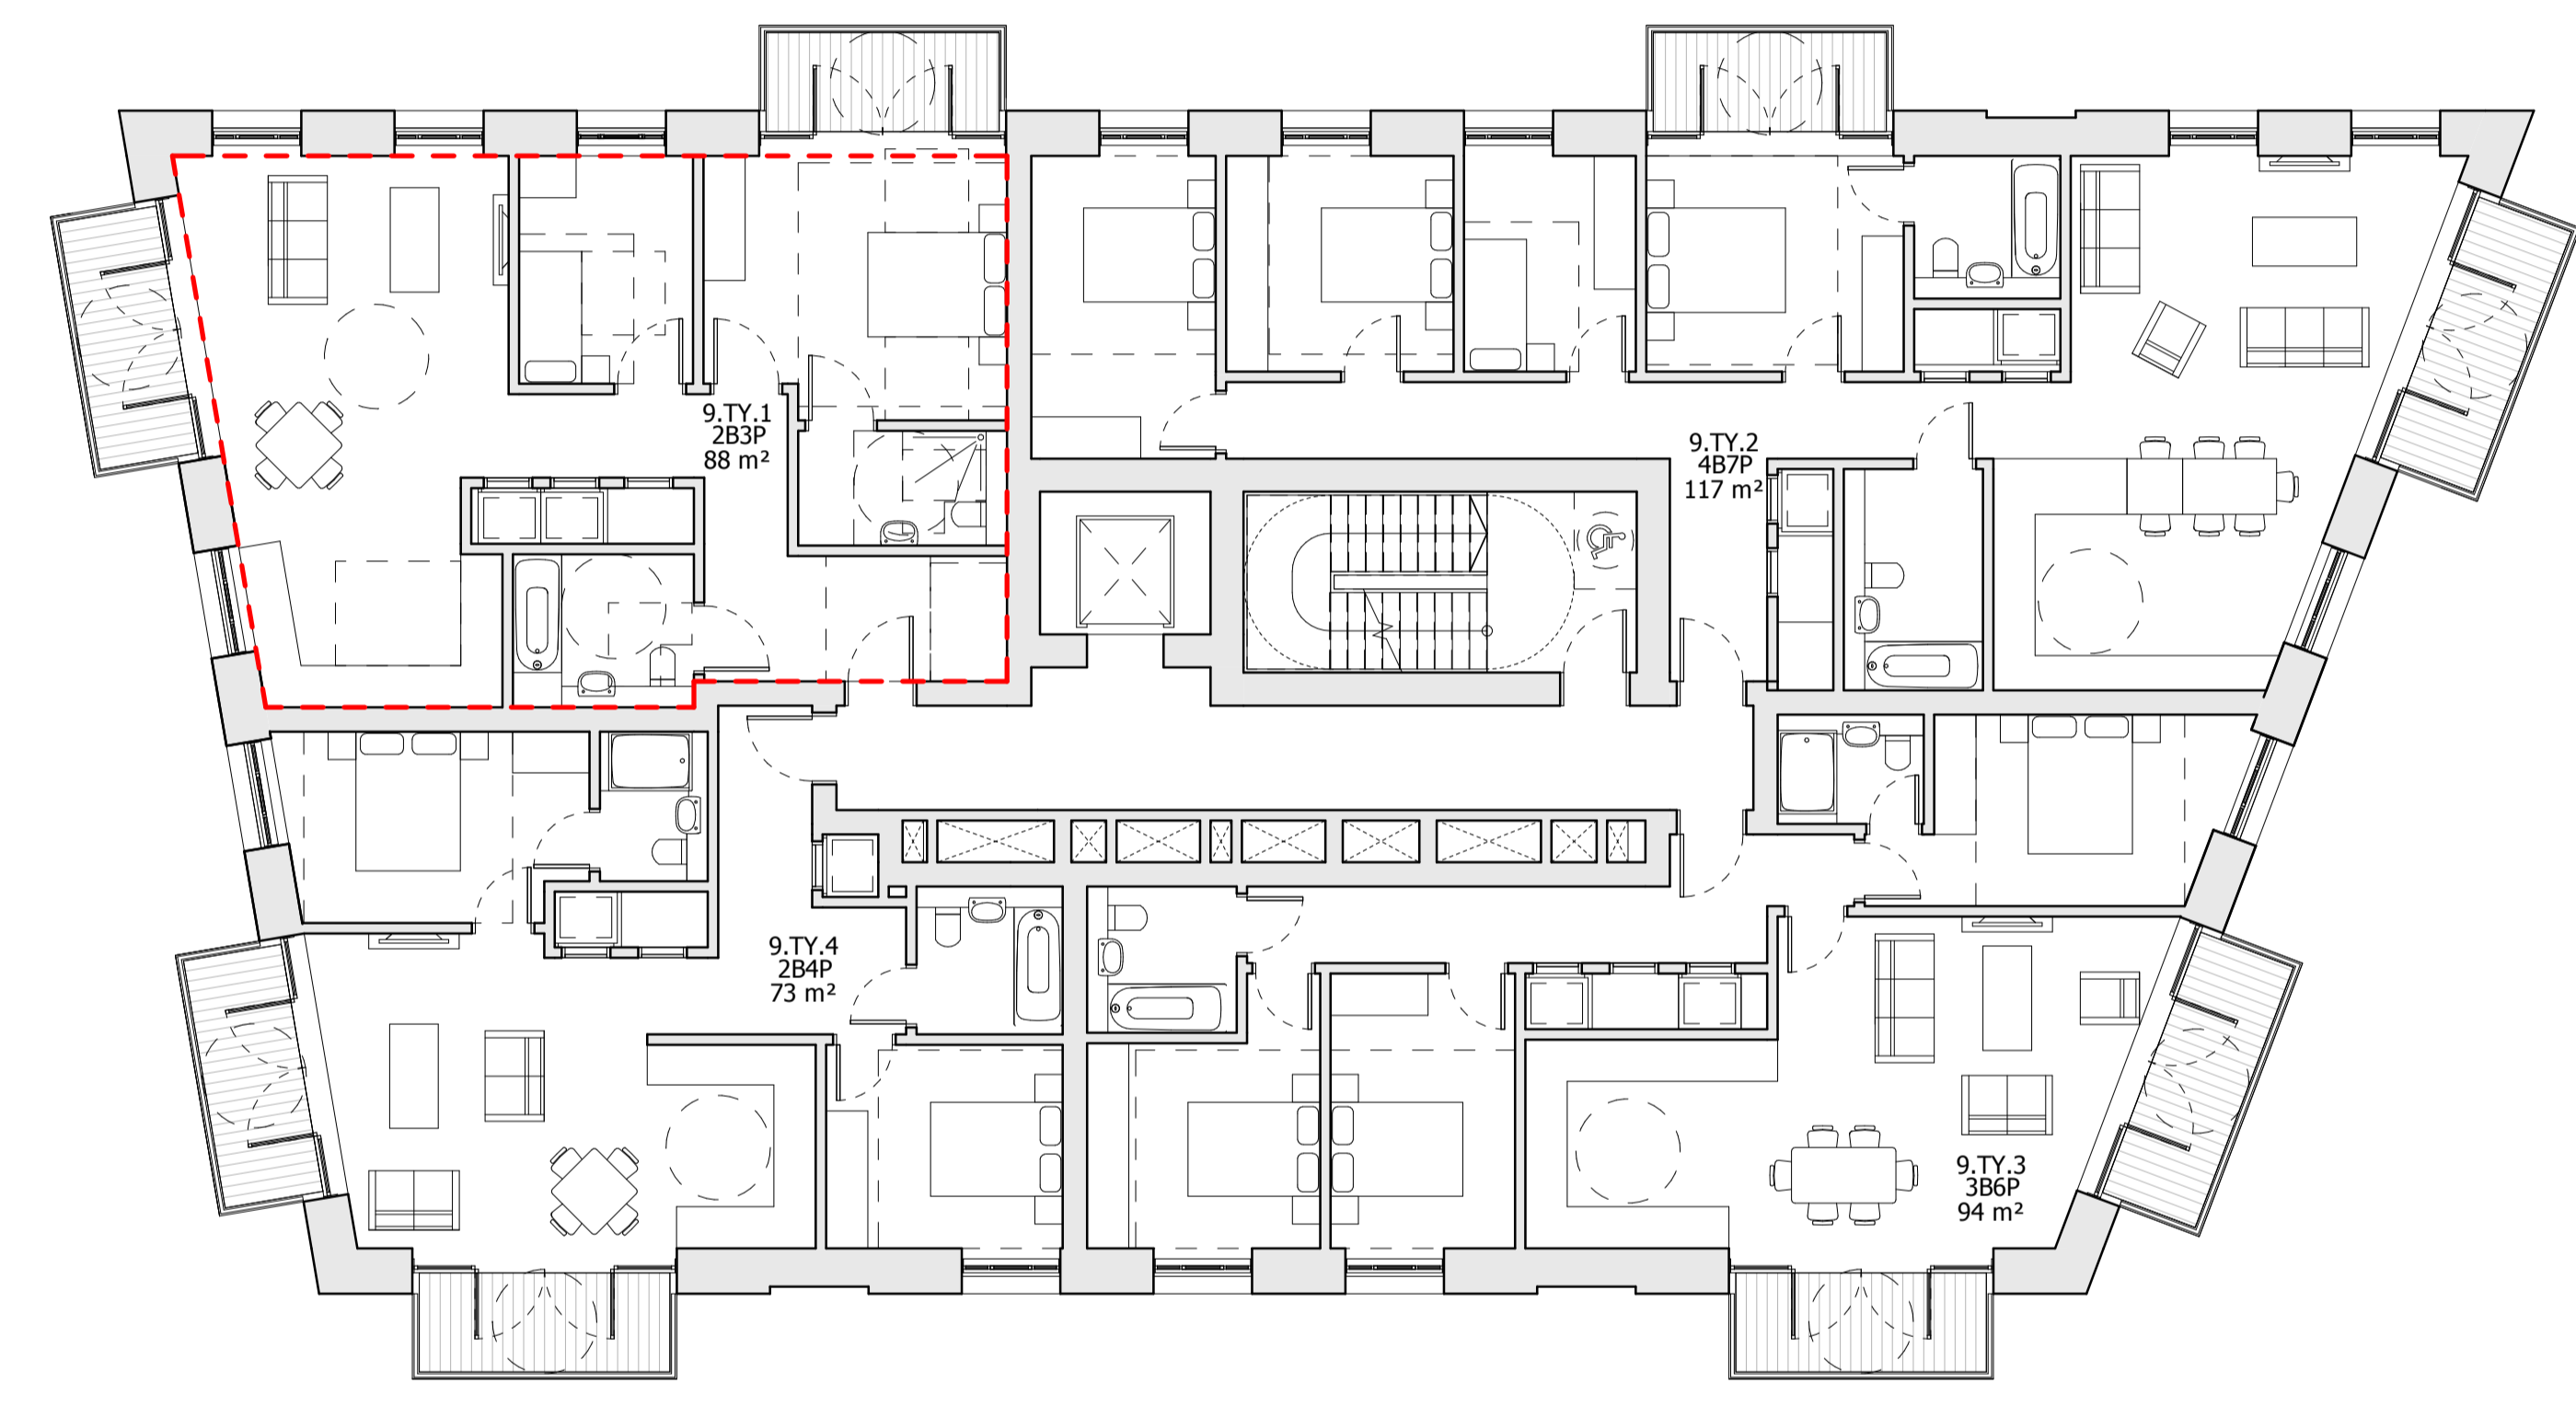 9.TY.1
2B3P
88 m²
9.TY.2
4B7P
117 m²
9.TY.4
2B4P
73 m²
9.TY.3
3B6P
94 m²